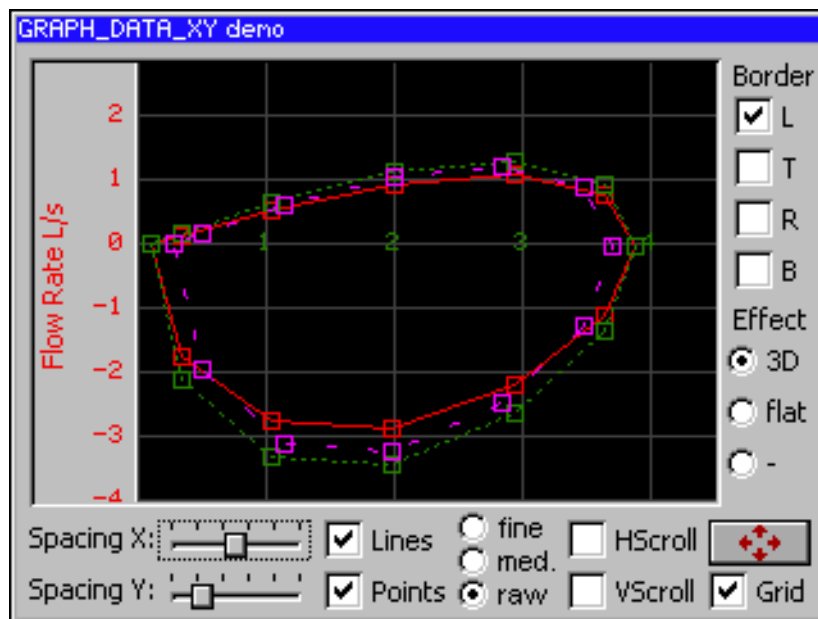 GRAPH_DATA_XY demo
Border
L
T
R
B
Effect
3D
flat
-
Flow Rate L/s
2
1
0
-1
-2
-3
-4
1 2 3 4
Spacing X:
Lines
fine
med.
raw
HScroll
Spacing Y:
Points
VScroll
Grid